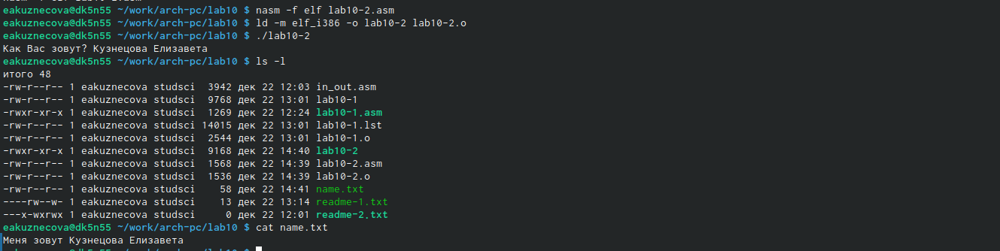 eakuznecova@dk5n55 ~/work/arch-pc/lab10 $ nasm -f elf lab10-2.asm
eakuznecova@dk5n55 ~/work/arch-pc/lab10 $ ld -m elf_i386 -o lab10-2 lab10-2.o
eakuznecova@dk5n55 ~/work/arch-pc/lab10 $ ./lab10-2
Как Вас зовут? Кузнецова Елизавета
eakuznecova@dk5n55 ~/work/arch-pc/lab10 $ ls -l
итого 48
-rw-r--r-- 1 eakuznecova studsci  3942 дек 22 12:03 in_out.asm
-rw-r--r-- 1 eakuznecova studsci  9768 дек 22 13:01 lab10-1
-rwxr-xr-x 1 eakuznecova studsci  1269 дек 22 12:24 lab10-1.asm
-rw-r--r-- 1 eakuznecova studsci 14015 дек 22 13:01 lab10-1.lst
-rw-r--r-- 1 eakuznecova studsci  2544 дек 22 13:01 lab10-1.o
-rwxr-xr-x 1 eakuznecova studsci  9168 дек 22 14:40 lab10-2
-rw-r--r-- 1 eakuznecova studsci  1568 дек 22 14:39 lab10-2.asm
-rw-r--r-- 1 eakuznecova studsci  1536 дек 22 14:39 lab10-2.o
-rw-r--r-- 1 eakuznecova studsci    58 дек 22 14:41 name.txt
----rw--w- 1 eakuznecova studsci    13 дек 22 13:14 readme-1.txt
---x-wxrwx 1 eakuznecova studsci     0 дек 22 12:01 readme-2.txt
eakuznecova@dk5n55 ~/work/arch-pc/lab10 $ cat name.txt
Меня зовут Кузнецова Елизавета
eakuznecova@dk5n55 ~/work/arch-pc/lab10 $